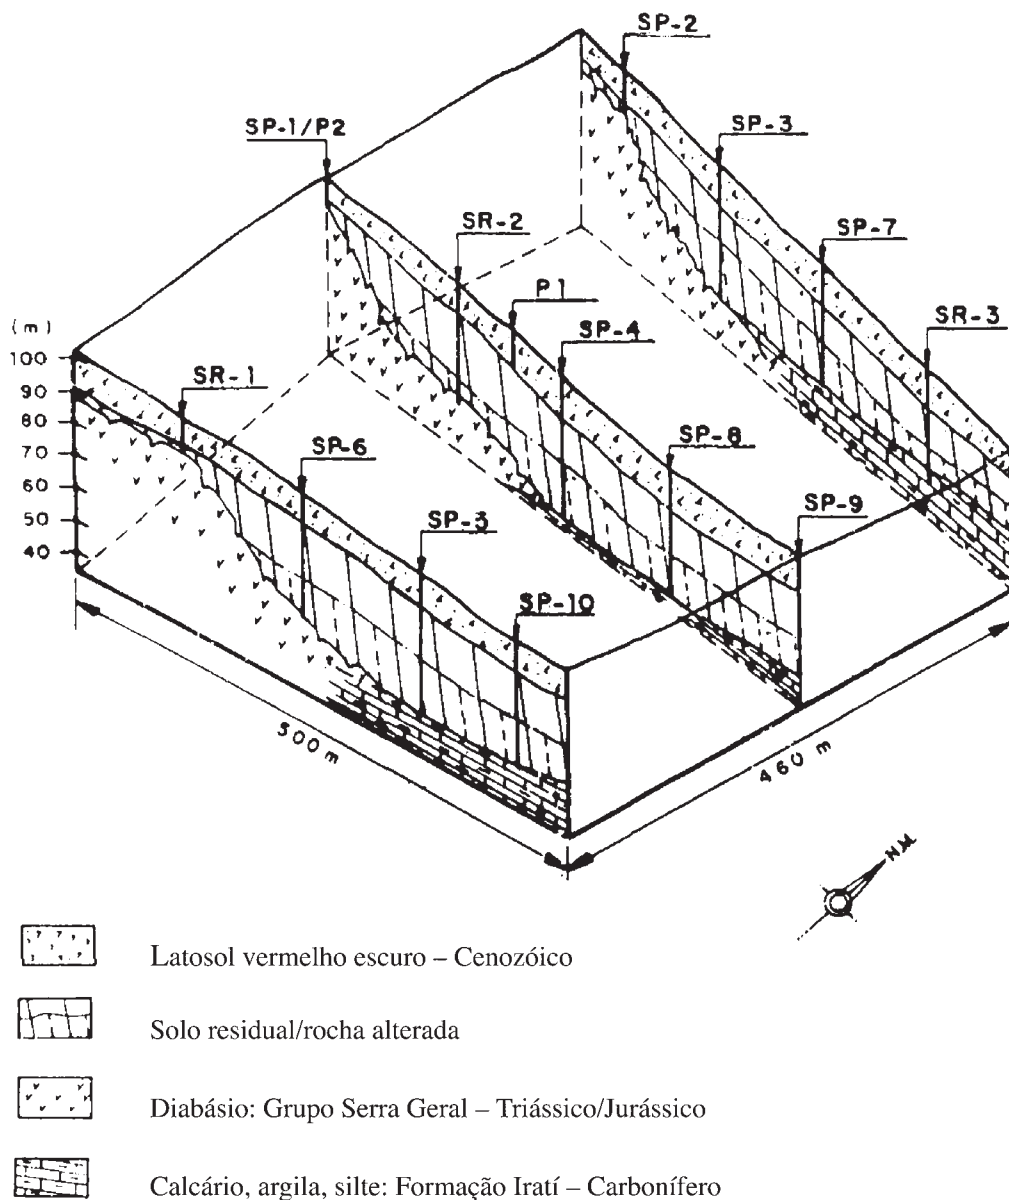 SP-2
SP-1/P2
SP-3
SR-2
SP-7
P1
(m)
SP-4
SR-3
100
SR-1
90
80
SP-6
SP-8
70
60
SP-3
SP-9
50
40
SP-10
500 m
460 m
N.M.
Latosol vermelho escuro – Cenozóico
Solo residual/rocha alterada
Diabásio: Grupo Serra Geral – Triássico/Jurássico
Calcário, argila, silte: Formação Iratí – Carbonífero